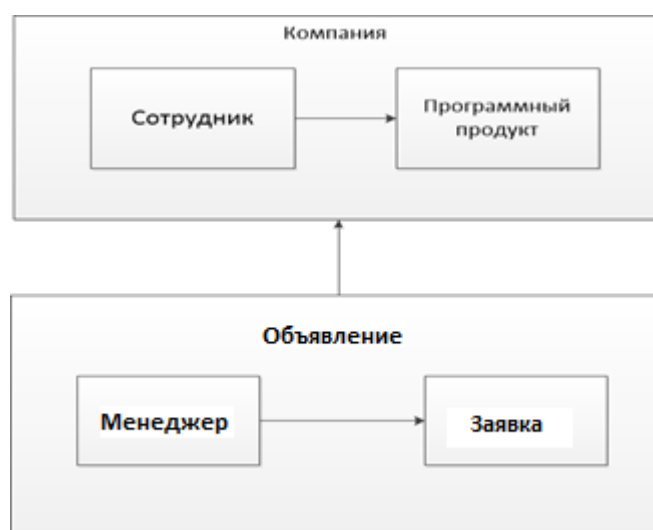 Компания
Сотрудник
Программный
продукт
Объявление
Менеджер
Заявка